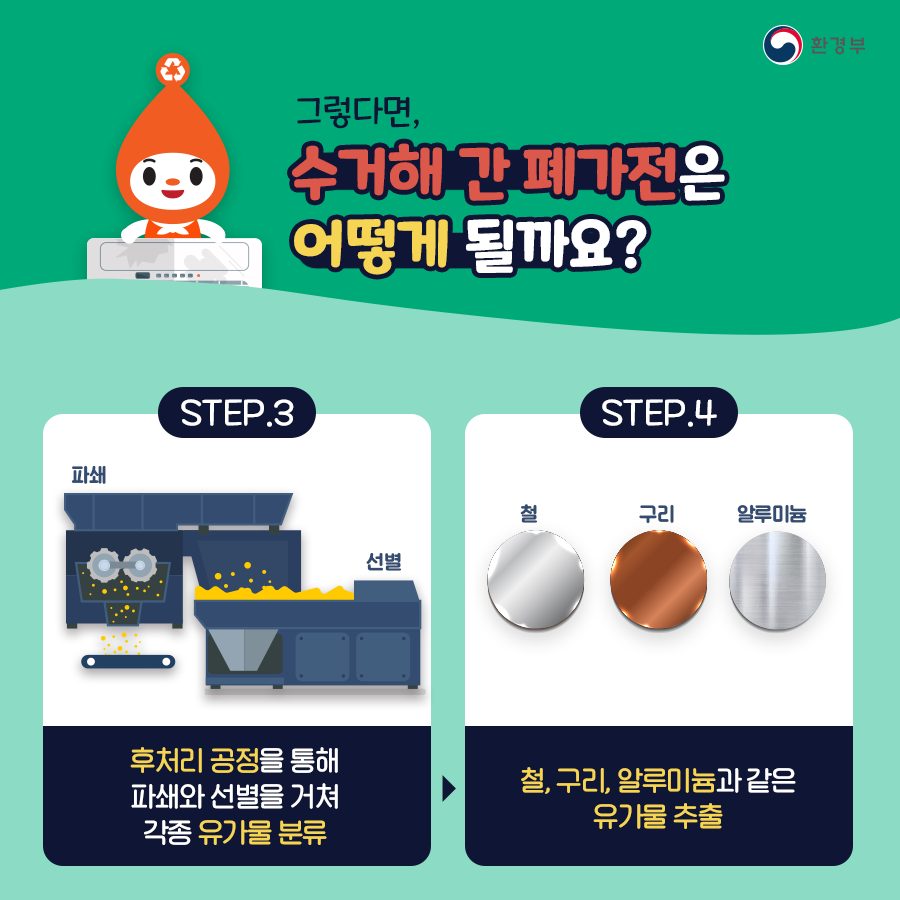 환경부
그렇다면,
수거해 간 폐가전은
어떻게 될까요?
STEP.3
파쇄
선별
후처리 공정을 통해
파쇄와 선별을 거쳐
각종 유가물 분류
STEP.4
철
구리
알루미늄
철, 구리, 알루미늄과 같은
유가물 추출